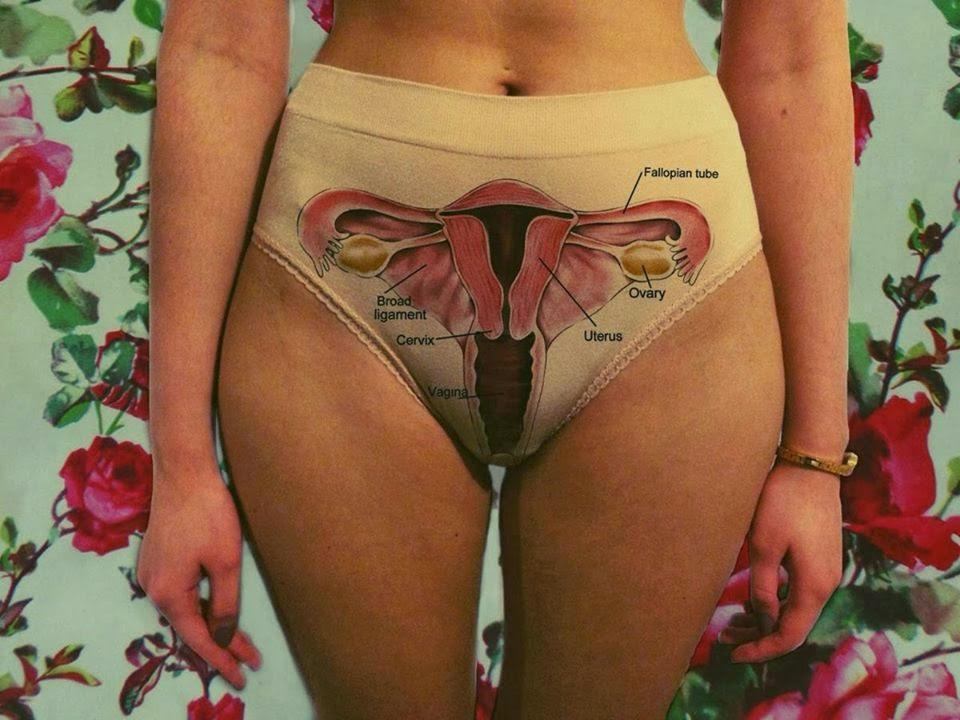 Fallopian tube
Ovary
Broad
ligament
Uterus
Cervix
Vagina